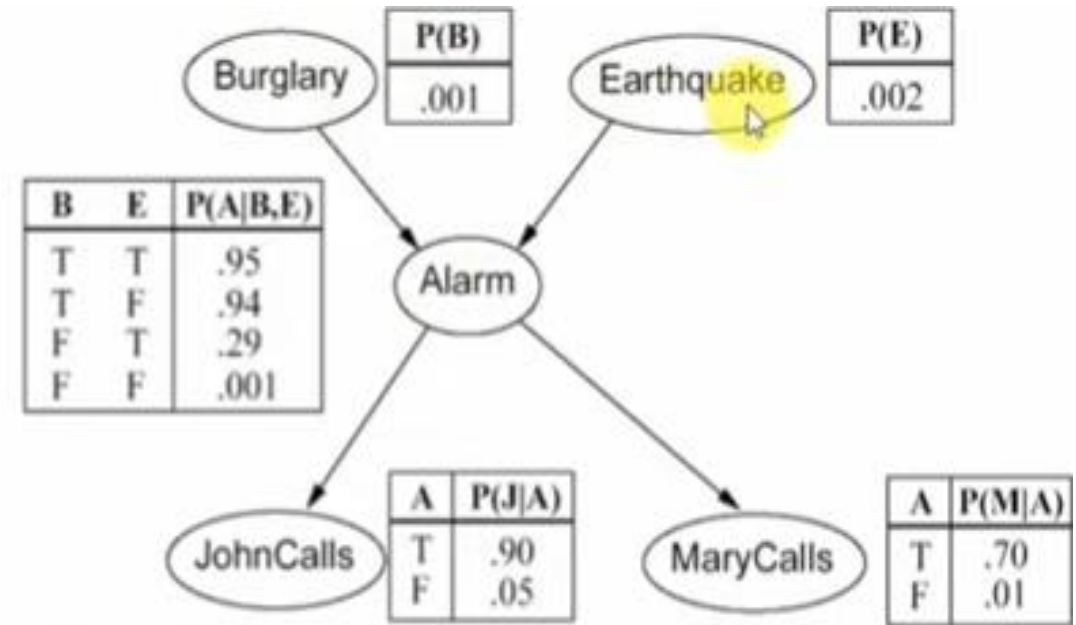 Burglary
P(B)
.001
Earthquake
P(E)
.002
B E P(A|B,E)
T T .95
T F .94
F T .29
F F .001
Alarm
JohnCalls
A P(J|A)
T .90
F .05
MaryCalls
A P(M|A)
T .70
F .01